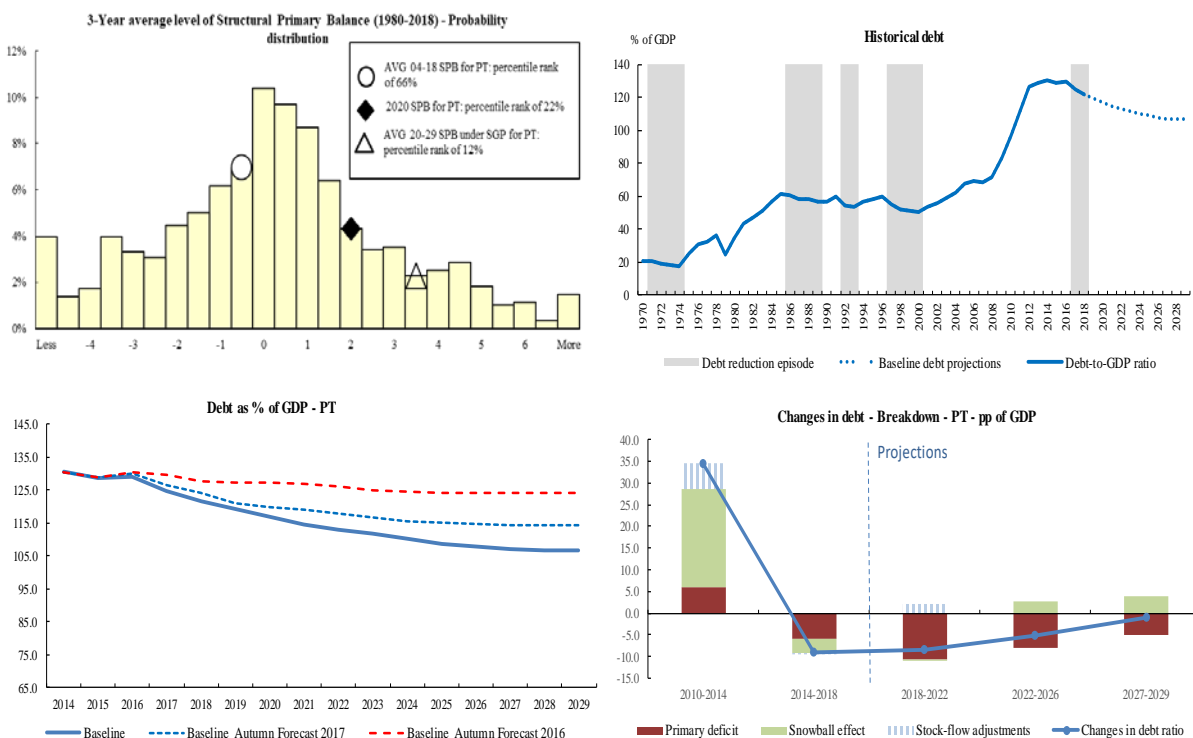 3-Year average level of Structural Primary Balance (1980-2018) - Probability
distribution
12%
10%
8%
6%
4%
2%
0%
AVG 04-18 SPB for PT: percentile rank
of 66%
2020 SPB for PT: percentile rank of 22%
AVG 20-29 SPB under SGP for PT:
percentile rank of 12%
Less -4 -3 -2 -1 0 1 2 3 4 5 6 More
Historical debt
% of GDP
140
120
100
80
60
40
20
0
1970 1972 1974 1976 1978 1980 1982 1984 1986 1988 1990 1992 1994 1996 1998 2000 2002 2004 2006 2008 2010 2012 2014 2016 2018 2020 2022 2024 2026 2028
Debt reduction episode Baseline debt projections Debt-to-GDP ratio
Debt as % of GDP - PT
145.0
135.0
125.0
115.0
105.0
95.0
85.0
75.0
65.0
2014 2015 2016 2017 2018 2019 2020 2021 2022 2023 2024 2025 2026 2027 2028 2029
Baseline Baseline_Autumn Forecast 2017 Baseline_Autumn Forecast 2016
Changes in debt - Breakdown - PT - pp of GDP
40.0
35.0
30.0
25.0
20.0
15.0
10.0
5.0
0.0
-5.0
-10.0
-15.0
Projections
2010-2014 2014-2018 2018-2022 2022-2026 2027-2029
Primary deficit Snowball effect Stock-flow adjustments Changes in debt ratio